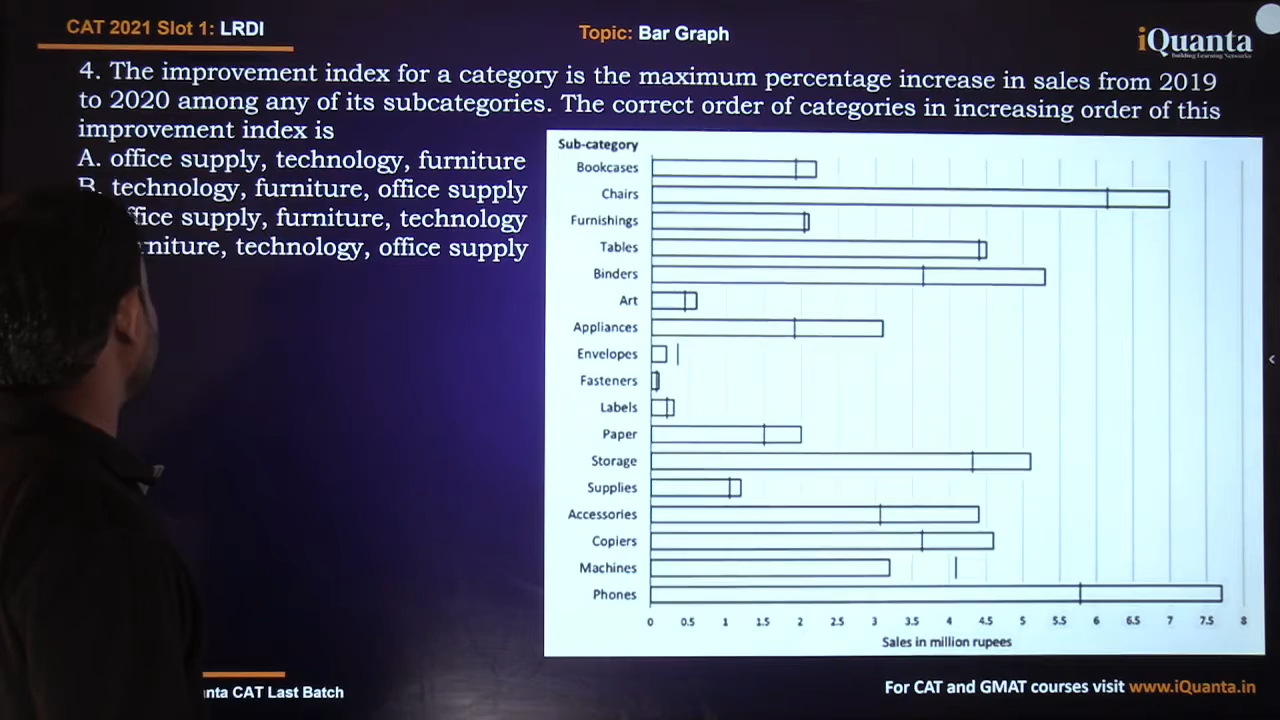 CAT 2021 Slot 1: LRDI
Topic: Bar Graph
iQuanta
4. The improvement index for a category is the maximum percentage increase in sales from 2019
to 2020 among any of its subcategories. The correct order of categories in increasing order of this
improvement index is
A. office supply, technology, furniture
B. technology, furniture, office supply
office supply, furniture, technology
furniture, technology, office supply
Sub-category
Bookcases
Chairs
Furnishings
Tables
Binders
Art
Appliances
Envelopes
Fasteners
Labels
Paper
Storage
Supplies
Accessories
Copiers
Machines
Phones
0 0.5 1 1.5 2 2.5 3 3.5 4 4.5 5 5.5 6 6.5 7 7.5 8
Sales in million rupees
CAT Last Batch
For CAT and GMAT courses visit www.iQuanta.in